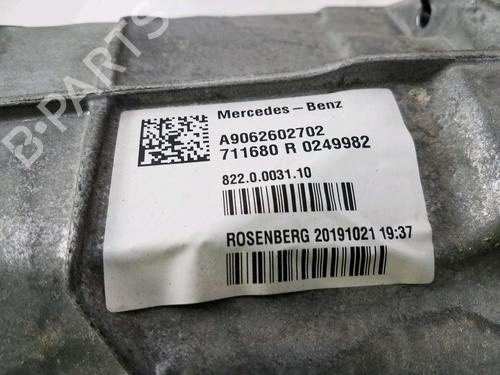 Mercedes-Benz
A9062602702
711680 R 0249982
822.0.0031.10
ROSENBERG 20191021 19:37
B-PARTS